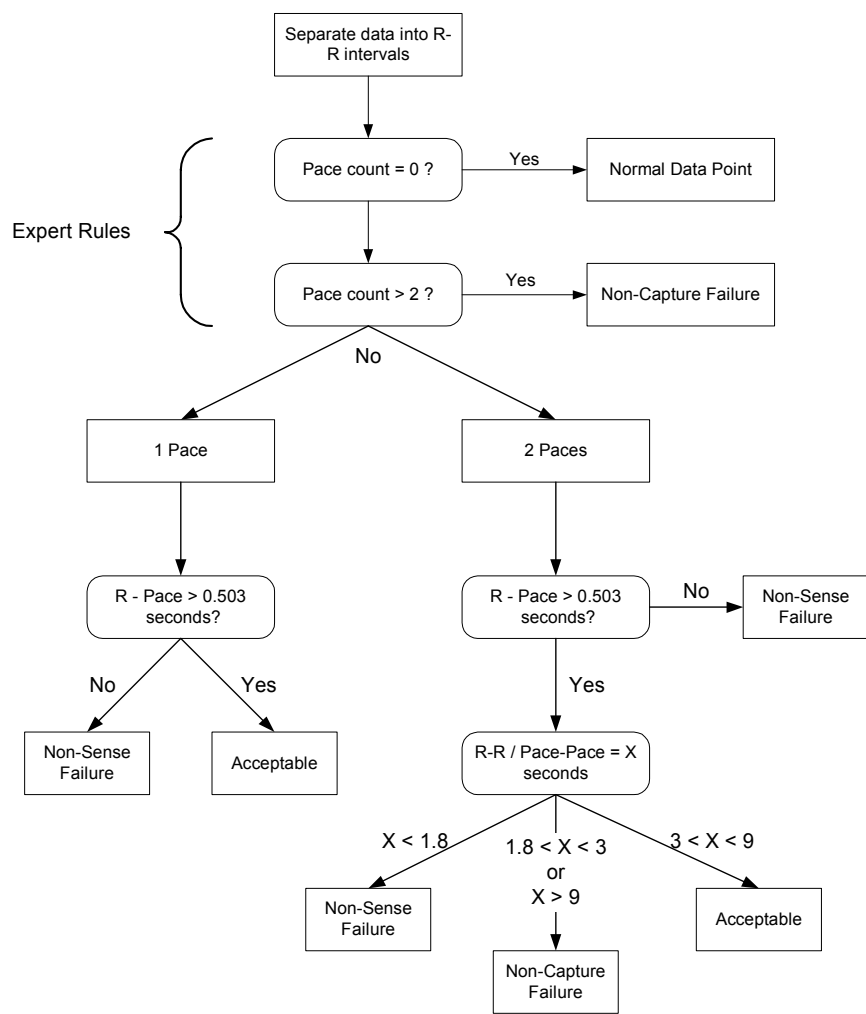 Separate data into R-
R intervals
Pace count = 0 ?
Yes
Normal Data Point
Expert Rules
Pace count > 2 ?
Yes
Non-Capture Failure
No
1 Pace
2 Paces
R - Pace > 0.503
seconds?
R - Pace > 0.503
seconds?
No
Non-Sense
Failure
No
Yes
Yes
Non-Sense
Failure
Acceptable
R-R / Pace-Pace = X
seconds
X < 1.8
1.8 < X < 3
or
X > 9
3 < X < 9
Non-Sense
Failure
Acceptable
Non-Capture
Failure